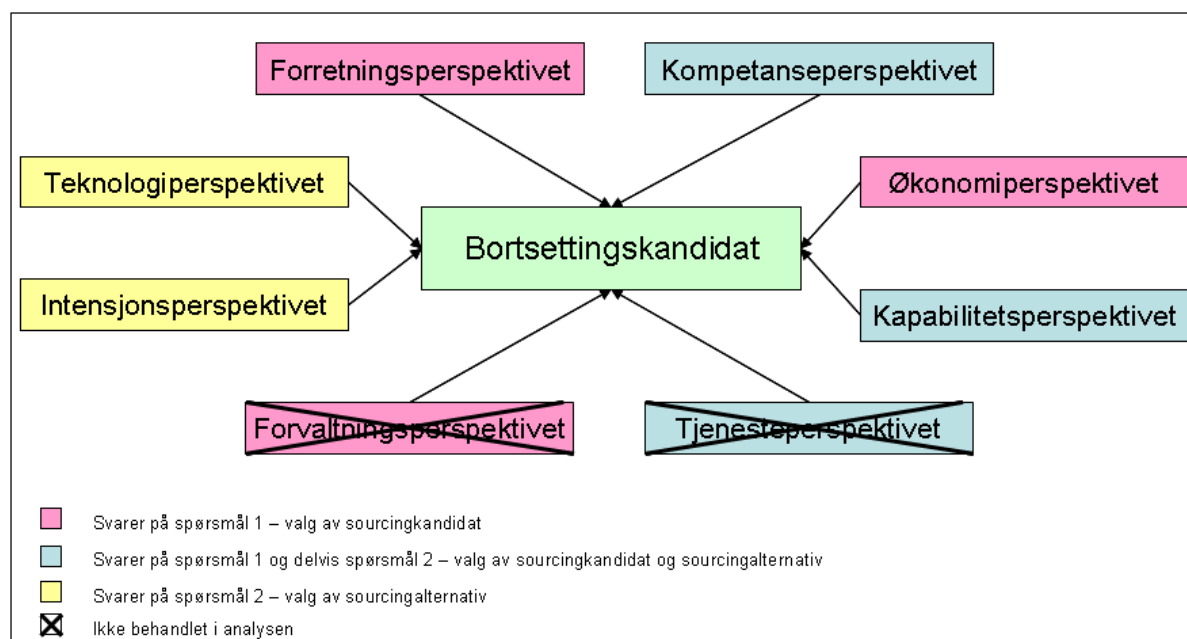 Forretningsperspektivet
Kompetanseperspektivet
Teknologiperspektivet
Økonomiperspektivet
Bortsettingskandidat
Intensjonsperspektivet
Kapabilitetsperspektivet
Forvaltningsperspektivet
Tjenesteperspektivet
Svarer på spørsmål 1 – valg av sourcingkandidat
Svarer på spørsmål 1 og delvis spørsmål 2 – valg av sourcingkandidat og sourcingalternativ
Svarer på spørsmål 2 – valg av sourcingalternativ
Ikke behandlet i analysen